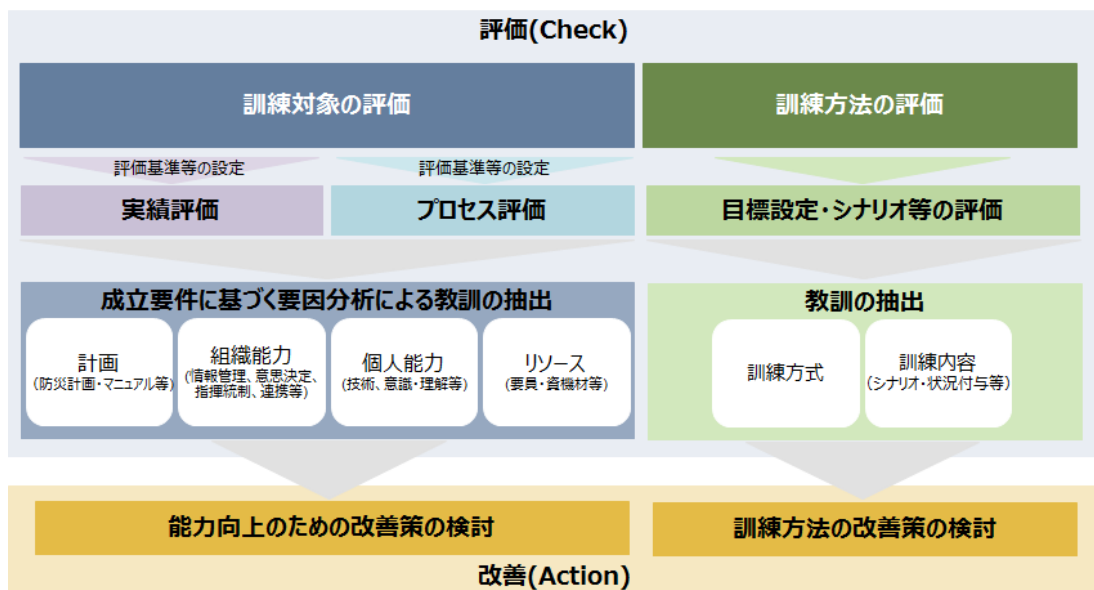 評価(Check)
訓練対象の評価
訓練方法の評価
評価基準等の設定
評価基準等の設定
実績評価
プロセス評価
目標設定・シナリオ等の評価
成立要件に基づく要因分析による教訓の抽出
計画
(防災計画・マニュアル等)
組織能力
(情報管理、意思決定、
指揮統制、連携等)
個人能力
(技術、意識・理解等)
リソース
(要員・資機材等)
教訓の抽出
訓練方式
訓練内容
(シナリオ・状況付与等)
能力向上のための改善策の検討
訓練方法の改善策の検討
改善(Action)